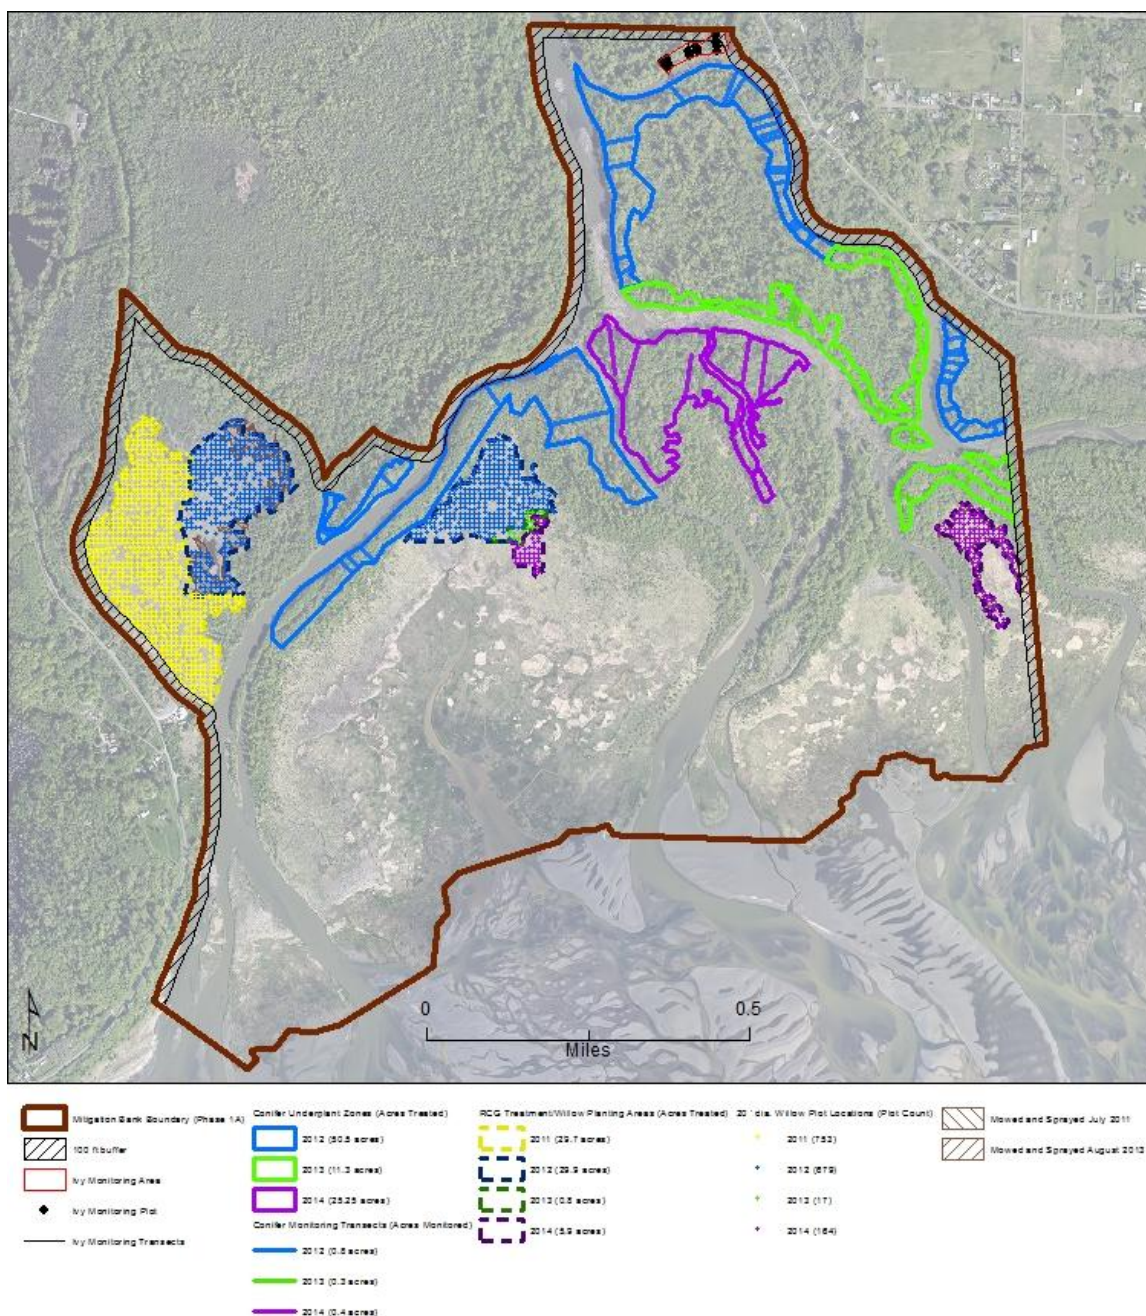 0 0.5
Miles
N
Mitigation Bank Boundary (Phase 1A)
100 ft buffer
Ivy Monitoring Area
Ivy Monitoring Plot
Ivy Monitoring Transects
Conifer Underplant Zones (Acres Treated)
2012 (50.5 acres)
2013 (11.3 acres)
2014 (25.25 acres)
Conifer Monitoring Transects (Acres Monitored)
2012 (0.8 acres)
2013 (0.3 acres)
2014 (0.4 acres)
RCG Treatment/Willow Planting Areas (Acres Treated)
2011 (29.7 acres)
2012 (29.9 acres)
2013 (0.8 acres)
2014 (5.9 acres)
20' dia. Willow Plot Locations (Plot Count)
2011 (753)
2012 (679)
2013 (17)
2014 (164)
Mowed and Sprayed July 2011
Mowed and Sprayed August 2013